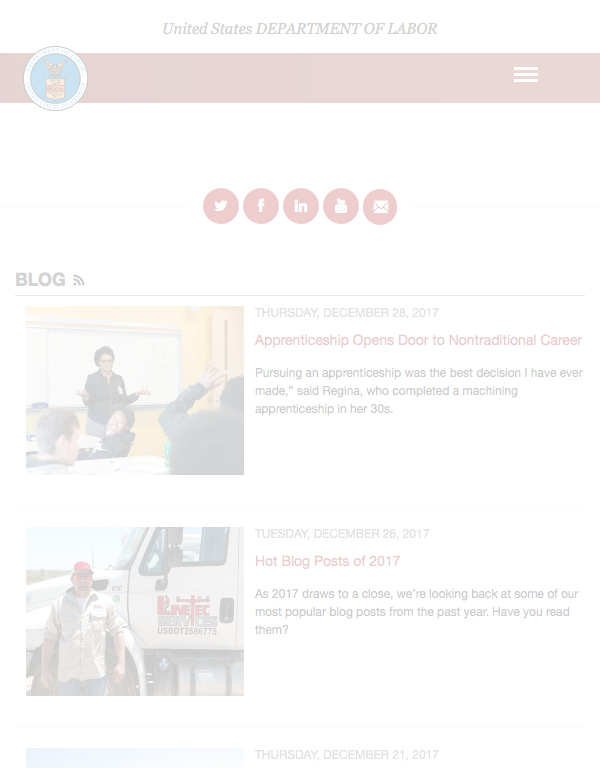 United States DEPARTMENT OF LABOR
BLOG
THURSDAY, DECEMBER 28, 2017
Apprenticeship Opens Door to Nontraditional Career
Pursuing an apprenticeship was the best decision I have ever
made,” said Regina, who completed a machining
apprenticeship in her 30s.
TUESDAY, DECEMBER 26, 2017
Hot Blog Posts of 2017
As 2017 draws to a close, we’re looking back at some of our
most popular blog posts from the past year. Have you read
them?
LINETEC
SERVICES
USDOT2586775
THURSDAY, DECEMBER 21, 2017